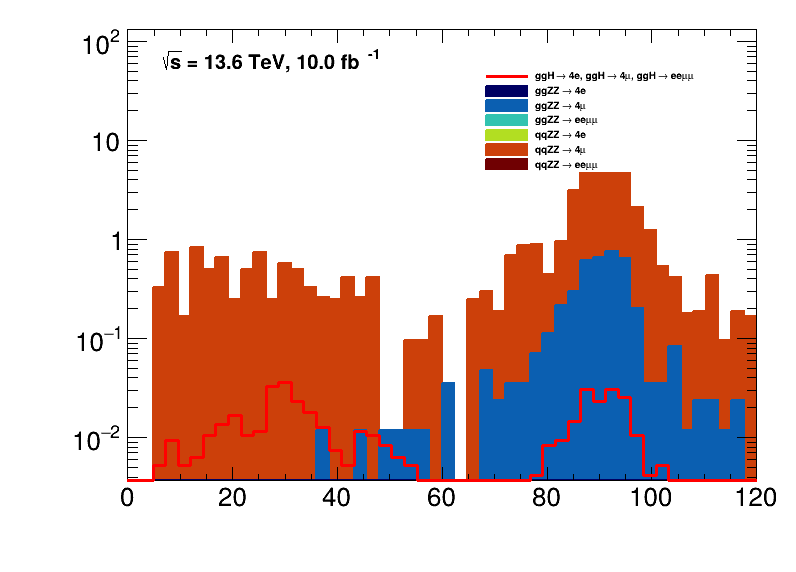 10²
√s = 13.6 TeV, 10.0 fb⁻¹
ggH → 4e, ggH → 4μ, ggH → eeμμ
ggZZ → 4e
ggZZ → 4μ
ggZZ → eeμμ
qqZZ → 4e
qqZZ → 4μ
qqZZ → eeμμ
10
1
10⁻¹
10⁻²
0 20 40 60 80 100 120